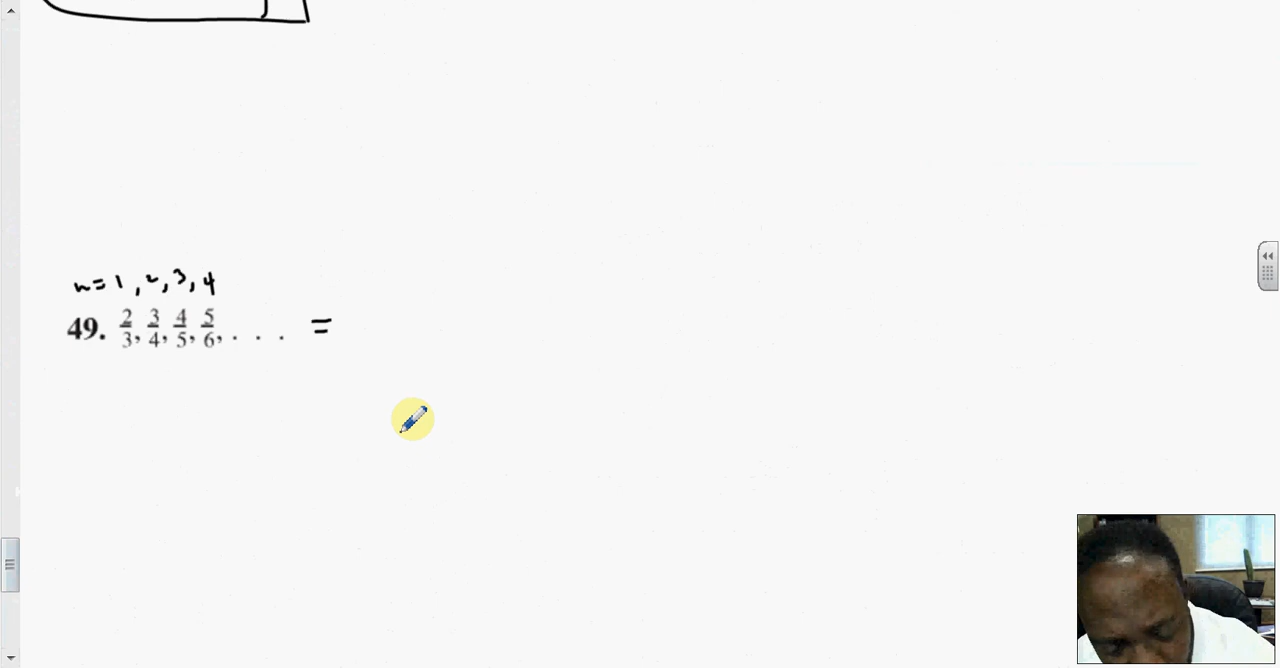 n = 1, 2, 3, 4
49. 2/3, 3/4, 4/5, 5/6, . . . =